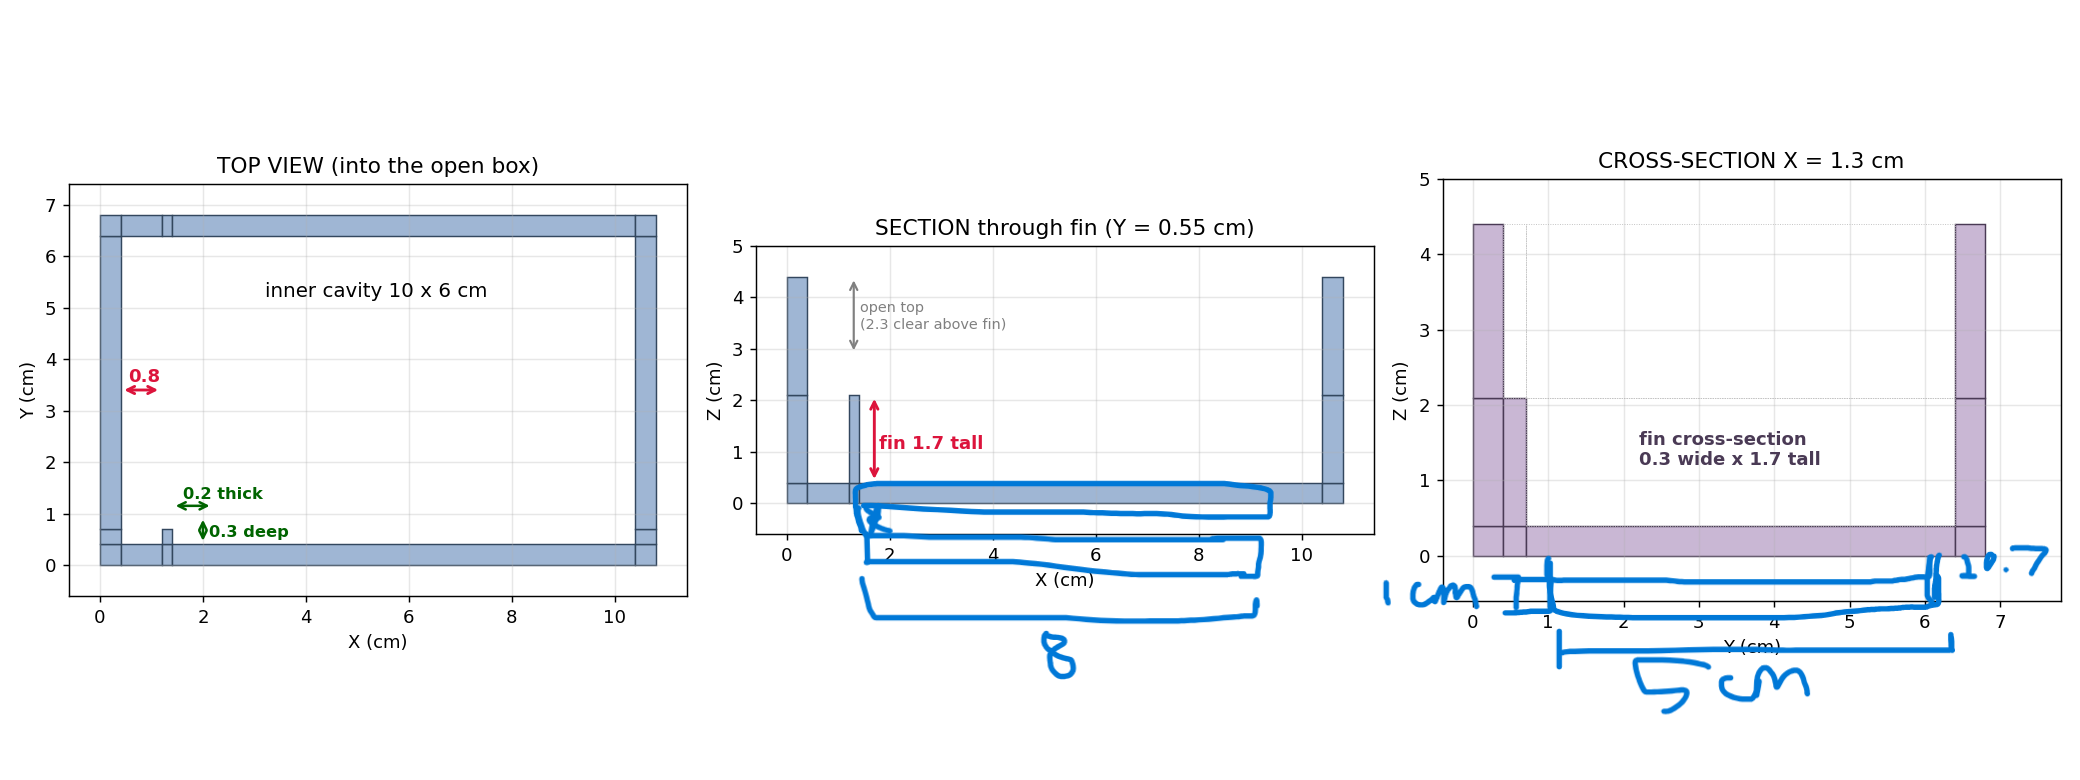 TOP VIEW (into the open box)
7
6
5
4
3
2
1
0
Y (cm)
inner cavity 10 x 6 cm
0.8
0.2 thick
0.3 deep
0
2
4
6
8
10
X (cm)
SECTION through fin (Y = 0.55 cm)
5
4
3
2
1
0
Z (cm)
open top
(2.3 clear above fin)
fin 1.7 tall
0
2
4
6
8
10
X (cm)
8
CROSS-SECTION X = 1.3 cm
5
4
3
2
1
0
Z (cm)
fin cross-section
0.3 wide x 1.7 tall
1 cm
0.7
0
1
2
3
4
5
6
7
Y (cm)
5 cm